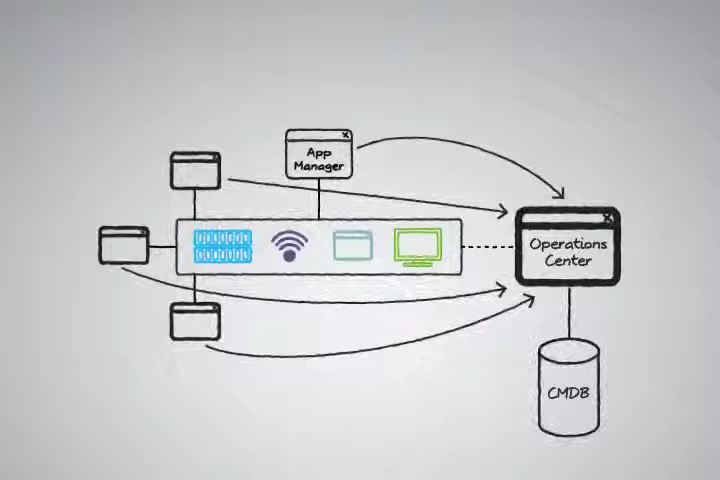 App
Manager
Operations
Center
CMDB